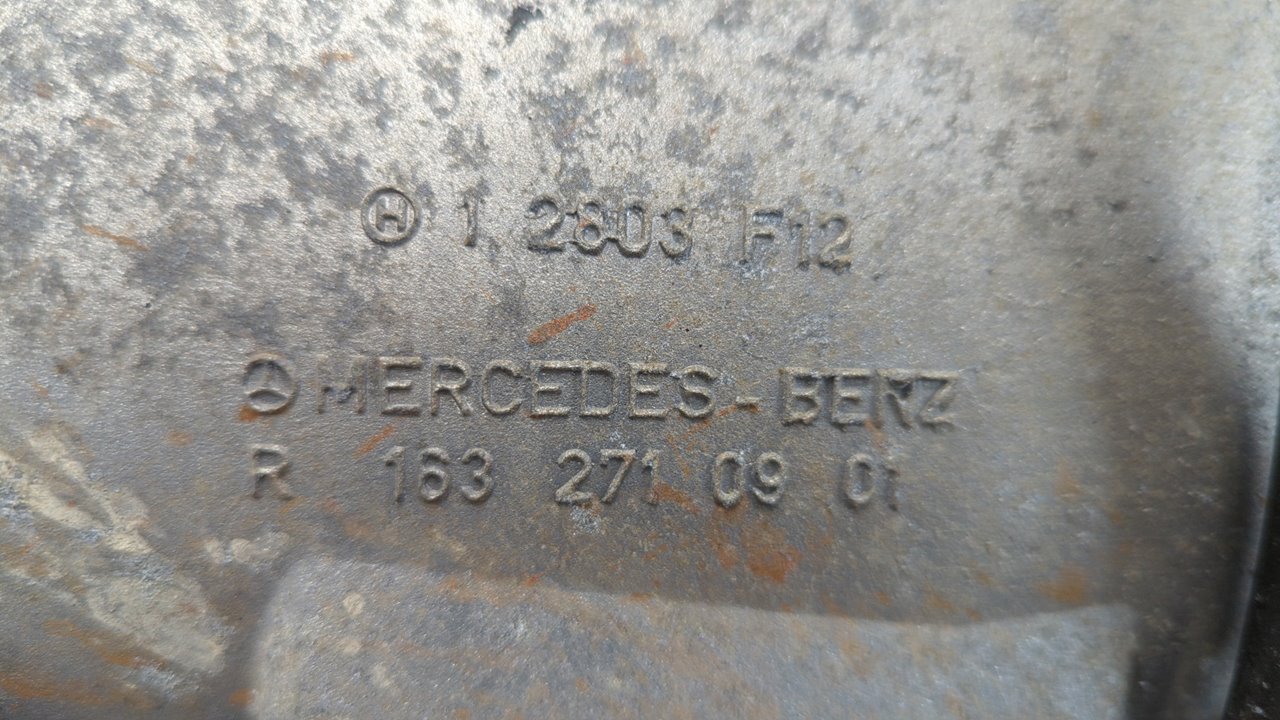 H 1 2803 F12
MERCEDES-BENZ
R 163 271 09 01